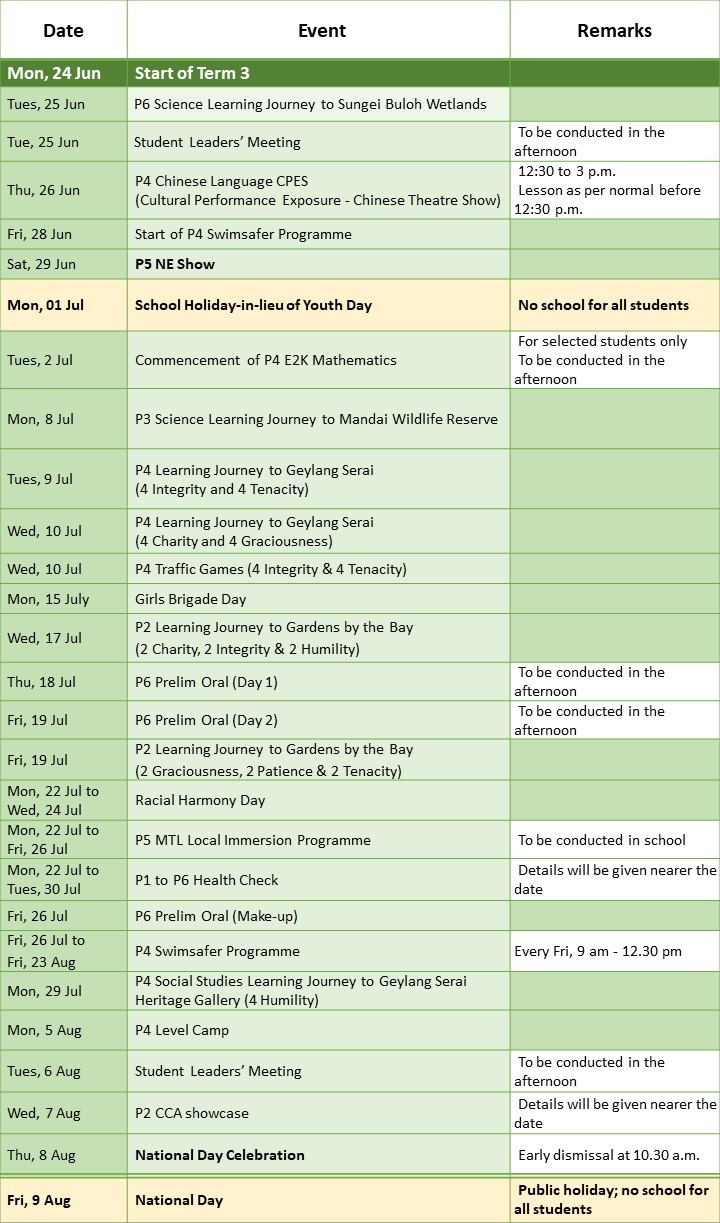 Date Event Remarks
Mon, 24 Jun Start of Term 3
Tues, 25 Jun P6 Science Learning Journey to Sungei Buloh Wetlands
Tue, 25 Jun Student Leaders’ Meeting To be conducted in the
afternoon
Thu, 26 Jun P4 Chinese Language CPES
(Cultural Performance Exposure - Chinese Theatre Show)
12:30 to 3 p.m.
Lesson as per normal before
12:30 p.m.
Fri, 28 Jun Start of P4 Swimsafer Programme
Sat, 29 Jun P5 NE Show
Mon, 01 Jul School Holiday-in-lieu of Youth Day No school for all students
Tues, 2 Jul Commencement of P4 E2K Mathematics
For selected students only
To be conducted in the
afternoon
Mon, 8 Jul P3 Science Learning Journey to Mandai Wildlife Reserve
Tues, 9 Jul P4 Learning Journey to Geylang Serai
(4 Integrity and 4 Tenacity)
Wed, 10 Jul P4 Learning Journey to Geylang Serai
(4 Charity and 4 Graciousness)
Wed, 10 Jul P4 Traffic Games (4 Integrity & 4 Tenacity)
Mon, 15 July Girls Brigade Day
Wed, 17 Jul P2 Learning Journey to Gardens by the Bay
(2 Charity, 2 Integrity & 2 Humility)
Thu, 18 Jul P6 Prelim Oral (Day 1) To be conducted in the
afternoon
Fri, 19 Jul P6 Prelim Oral (Day 2) To be conducted in the
afternoon
Fri, 19 Jul P2 Learning Journey to Gardens by the Bay
(2 Graciousness, 2 Patience & 2 Tenacity)
Mon, 22 Jul to
Wed, 24 Jul
Racial Harmony Day
Mon, 22 Jul to
Fri, 26 Jul
P5 MTL Local Immersion Programme To be conducted in school
Mon, 22 Jul to
Tues, 30 Jul
P1 to P6 Health Check
Details will be given nearer the
date
Fri, 26 Jul P6 Prelim Oral (Make-up)
Fri, 26 Jul to
Fri, 23 Aug
P4 Swimsafer Programme Every Fri, 9 am - 12.30 pm
Mon, 29 Jul P4 Social Studies Learning Journey to Geylang Serai
Heritage Gallery (4 Humility)
Mon, 5 Aug P4 Level Camp
Tues, 6 Aug Student Leaders’ Meeting To be conducted in the
afternoon
Wed, 7 Aug P2 CCA showcase Details will be given nearer the
date
Thu, 8 Aug National Day Celebration Early dismissal at 10.30 a.m.
Fri, 9 Aug National Day Public holiday; no school for
all students